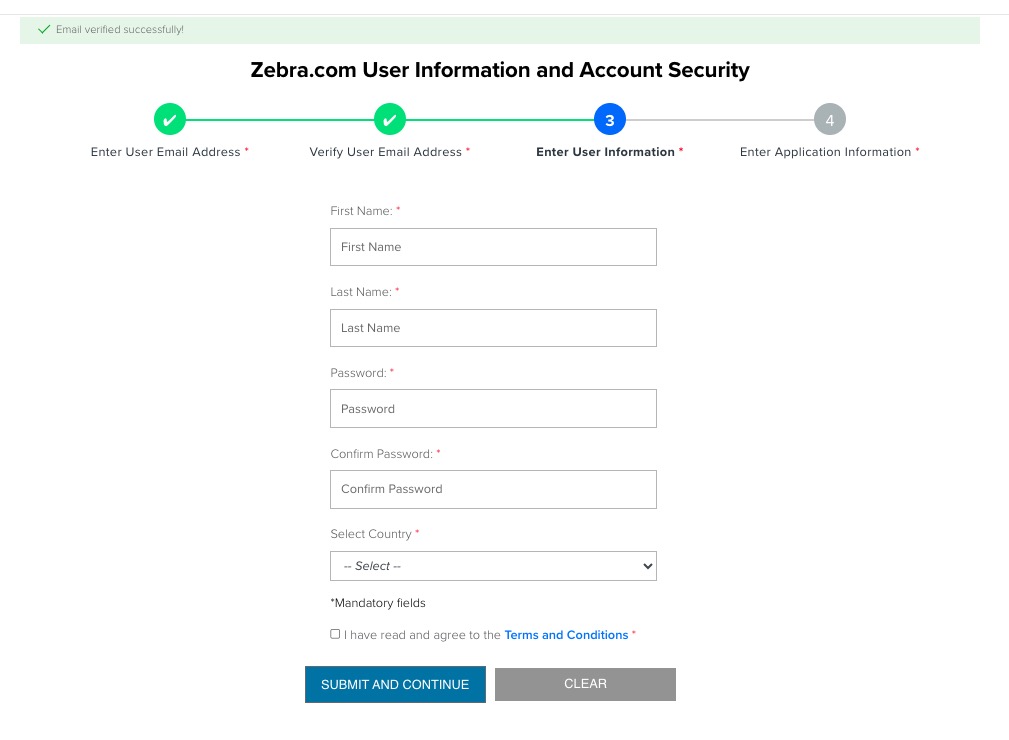 Email verified successfully!
Zebra.com User Information and Account Security
3 4
Enter User Email Address * Verify User Email Address * Enter User Information * Enter Application Information *
First Name: *
First Name
Last Name: *
Last Name
Password: *
Password
Confirm Password: *
Confirm Password
Select Country *
-- Select --
*Mandatory fields
I have read and agree to the Terms and Conditions *
SUBMIT AND CONTINUE CLEAR